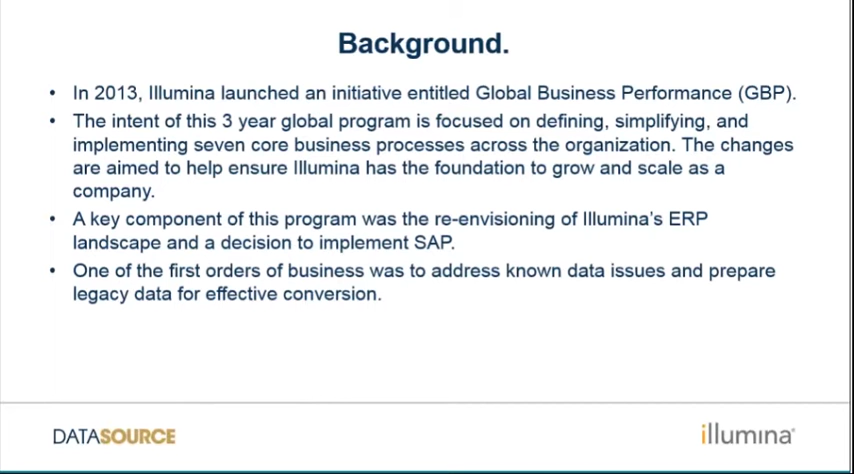 Background.
• In 2013, Illumina launched an initiative entitled Global Business Performance (GBP).
• The intent of this 3 year global program is focused on defining, simplifying, and
implementing seven core business processes across the organization. The changes
are aimed to help ensure Illumina has the foundation to grow and scale as a
company.
• A key component of this program was the re-envisioning of Illumina's ERP
landscape and a decision to implement SAP.
• One of the first orders of business was to address known data issues and prepare
legacy data for effective conversion.
DATASOURCE
illumina®